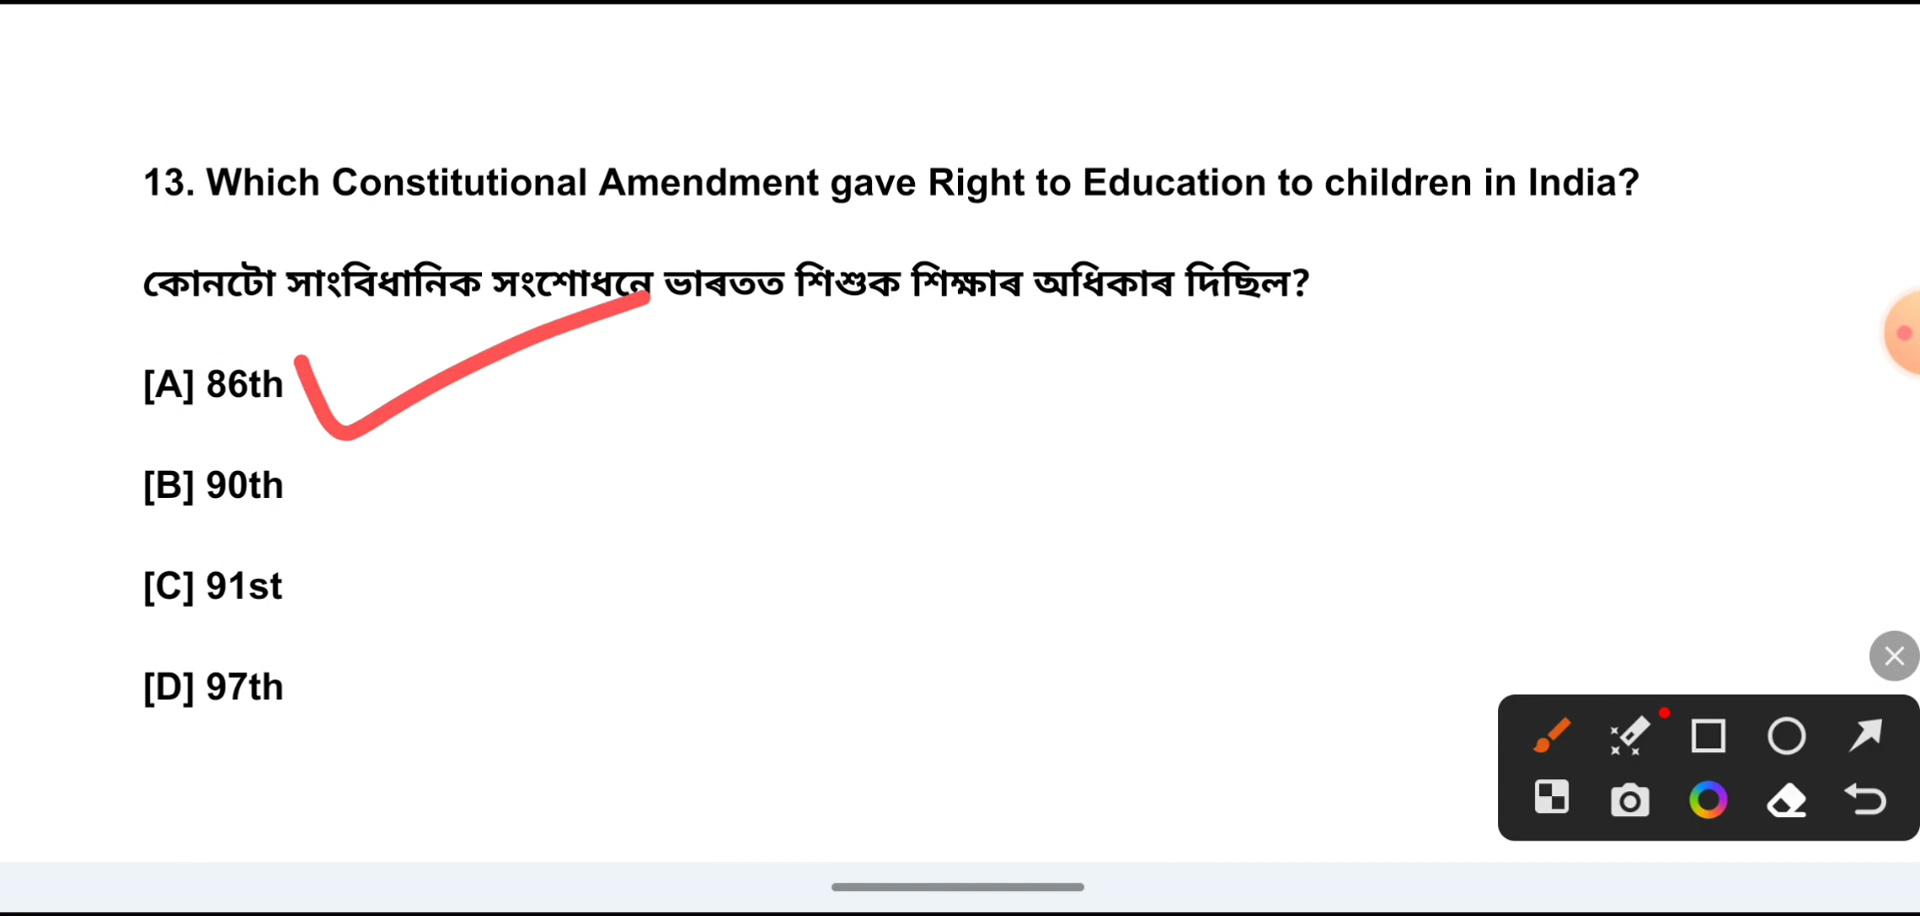 13. Which Constitutional Amendment gave Right to Education to children in India?
কোনটো সাংবিধানিক সংশোধনে ভাৰতত শিশুক শিক্ষাৰ অধিকাৰ দিছিল?
[A] 86th
[B] 90th
[C] 91st
[D] 97th